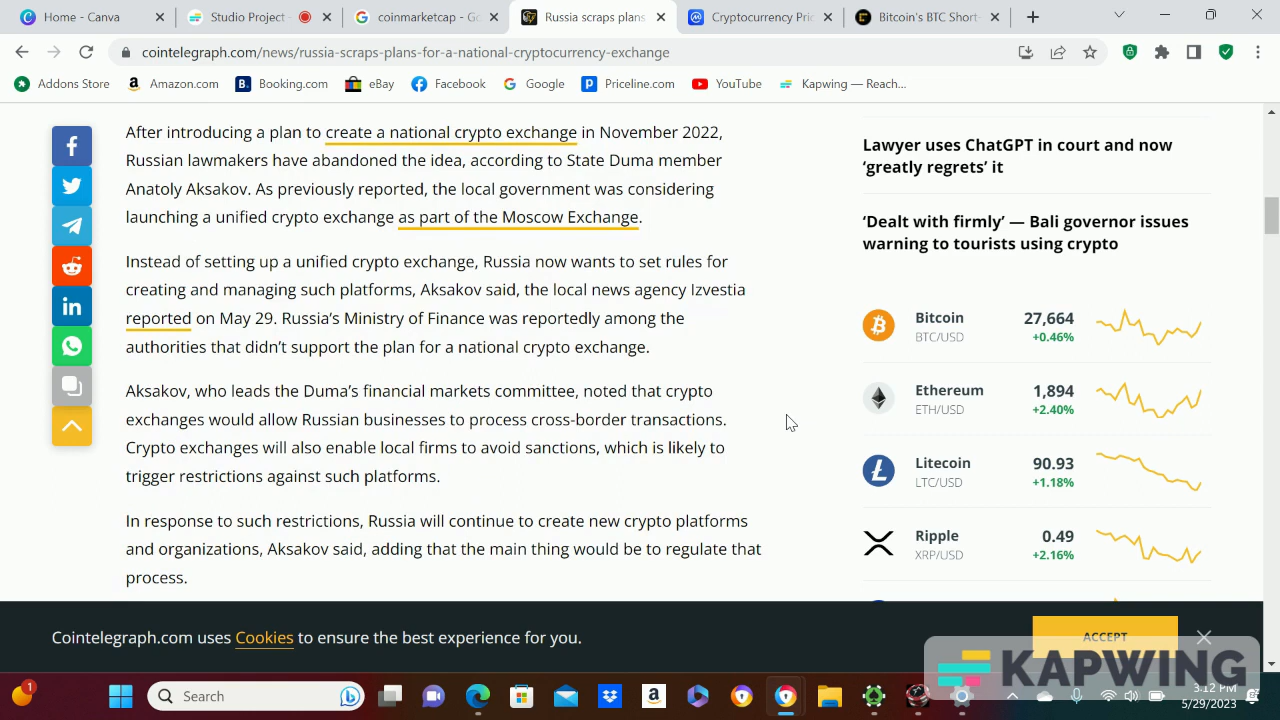 Home - Canva
Studio Project -
coinmarketcap - Go
Russia scraps plans
Cryptocurrency Pric
Bitcoin's BTC Short-
cointelegraph.com/news/russia-scraps-plans-for-a-national-cryptocurrency-exchange
Addons Store
Amazon.com
Booking.com
eBay
Facebook
Google
Priceline.com
YouTube
Kapwing — Reach...
After introducing a plan to create a national crypto exchange in November 2022,
Russian lawmakers have abandoned the idea, according to State Duma member
Anatoly Aksakov. As previously reported, the local government was considering
launching a unified crypto exchange as part of the Moscow Exchange.
Instead of setting up a unified crypto exchange, Russia now wants to set rules for
creating and managing such platforms, Aksakov said, the local news agency Izvestia
reported on May 29. Russia's Ministry of Finance was reportedly among the
authorities that didn't support the plan for a national crypto exchange.
Aksakov, who leads the Duma's financial markets committee, noted that crypto
exchanges would allow Russian businesses to process cross-border transactions.
Crypto exchanges will also enable local firms to avoid sanctions, which is likely to
trigger restrictions against such platforms.
In response to such restrictions, Russia will continue to create new crypto platforms
and organizations, Aksakov said, adding that the main thing would be to regulate that
process.
Lawyer uses ChatGPT in court and now
‘greatly regrets’ it
‘Dealt with firmly’ — Bali governor issues
warning to tourists using crypto
Bitcoin 27,664
BTC/USD +0.46%
Ethereum 1,894
ETH/USD +2.40%
Litecoin 90.93
LTC/USD +1.18%
Ripple 0.49
XRP/USD +2.16%
Cointelegraph.com uses Cookies to ensure the best experience for you.
ACCEPT
KAPWING
1
Search
3:12 PM
5/29/2023